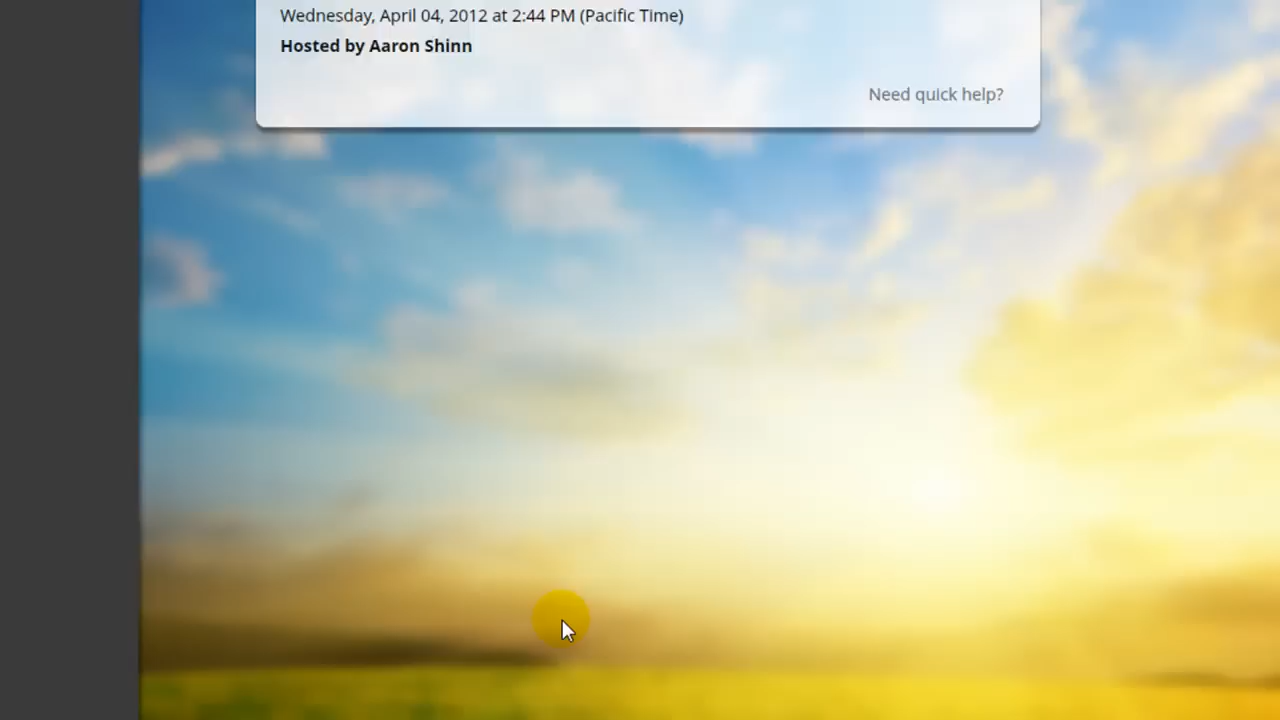 Wednesday, April 04, 2012 at 2:44 PM (Pacific Time)
Hosted by Aaron Shinn
Need quick help?